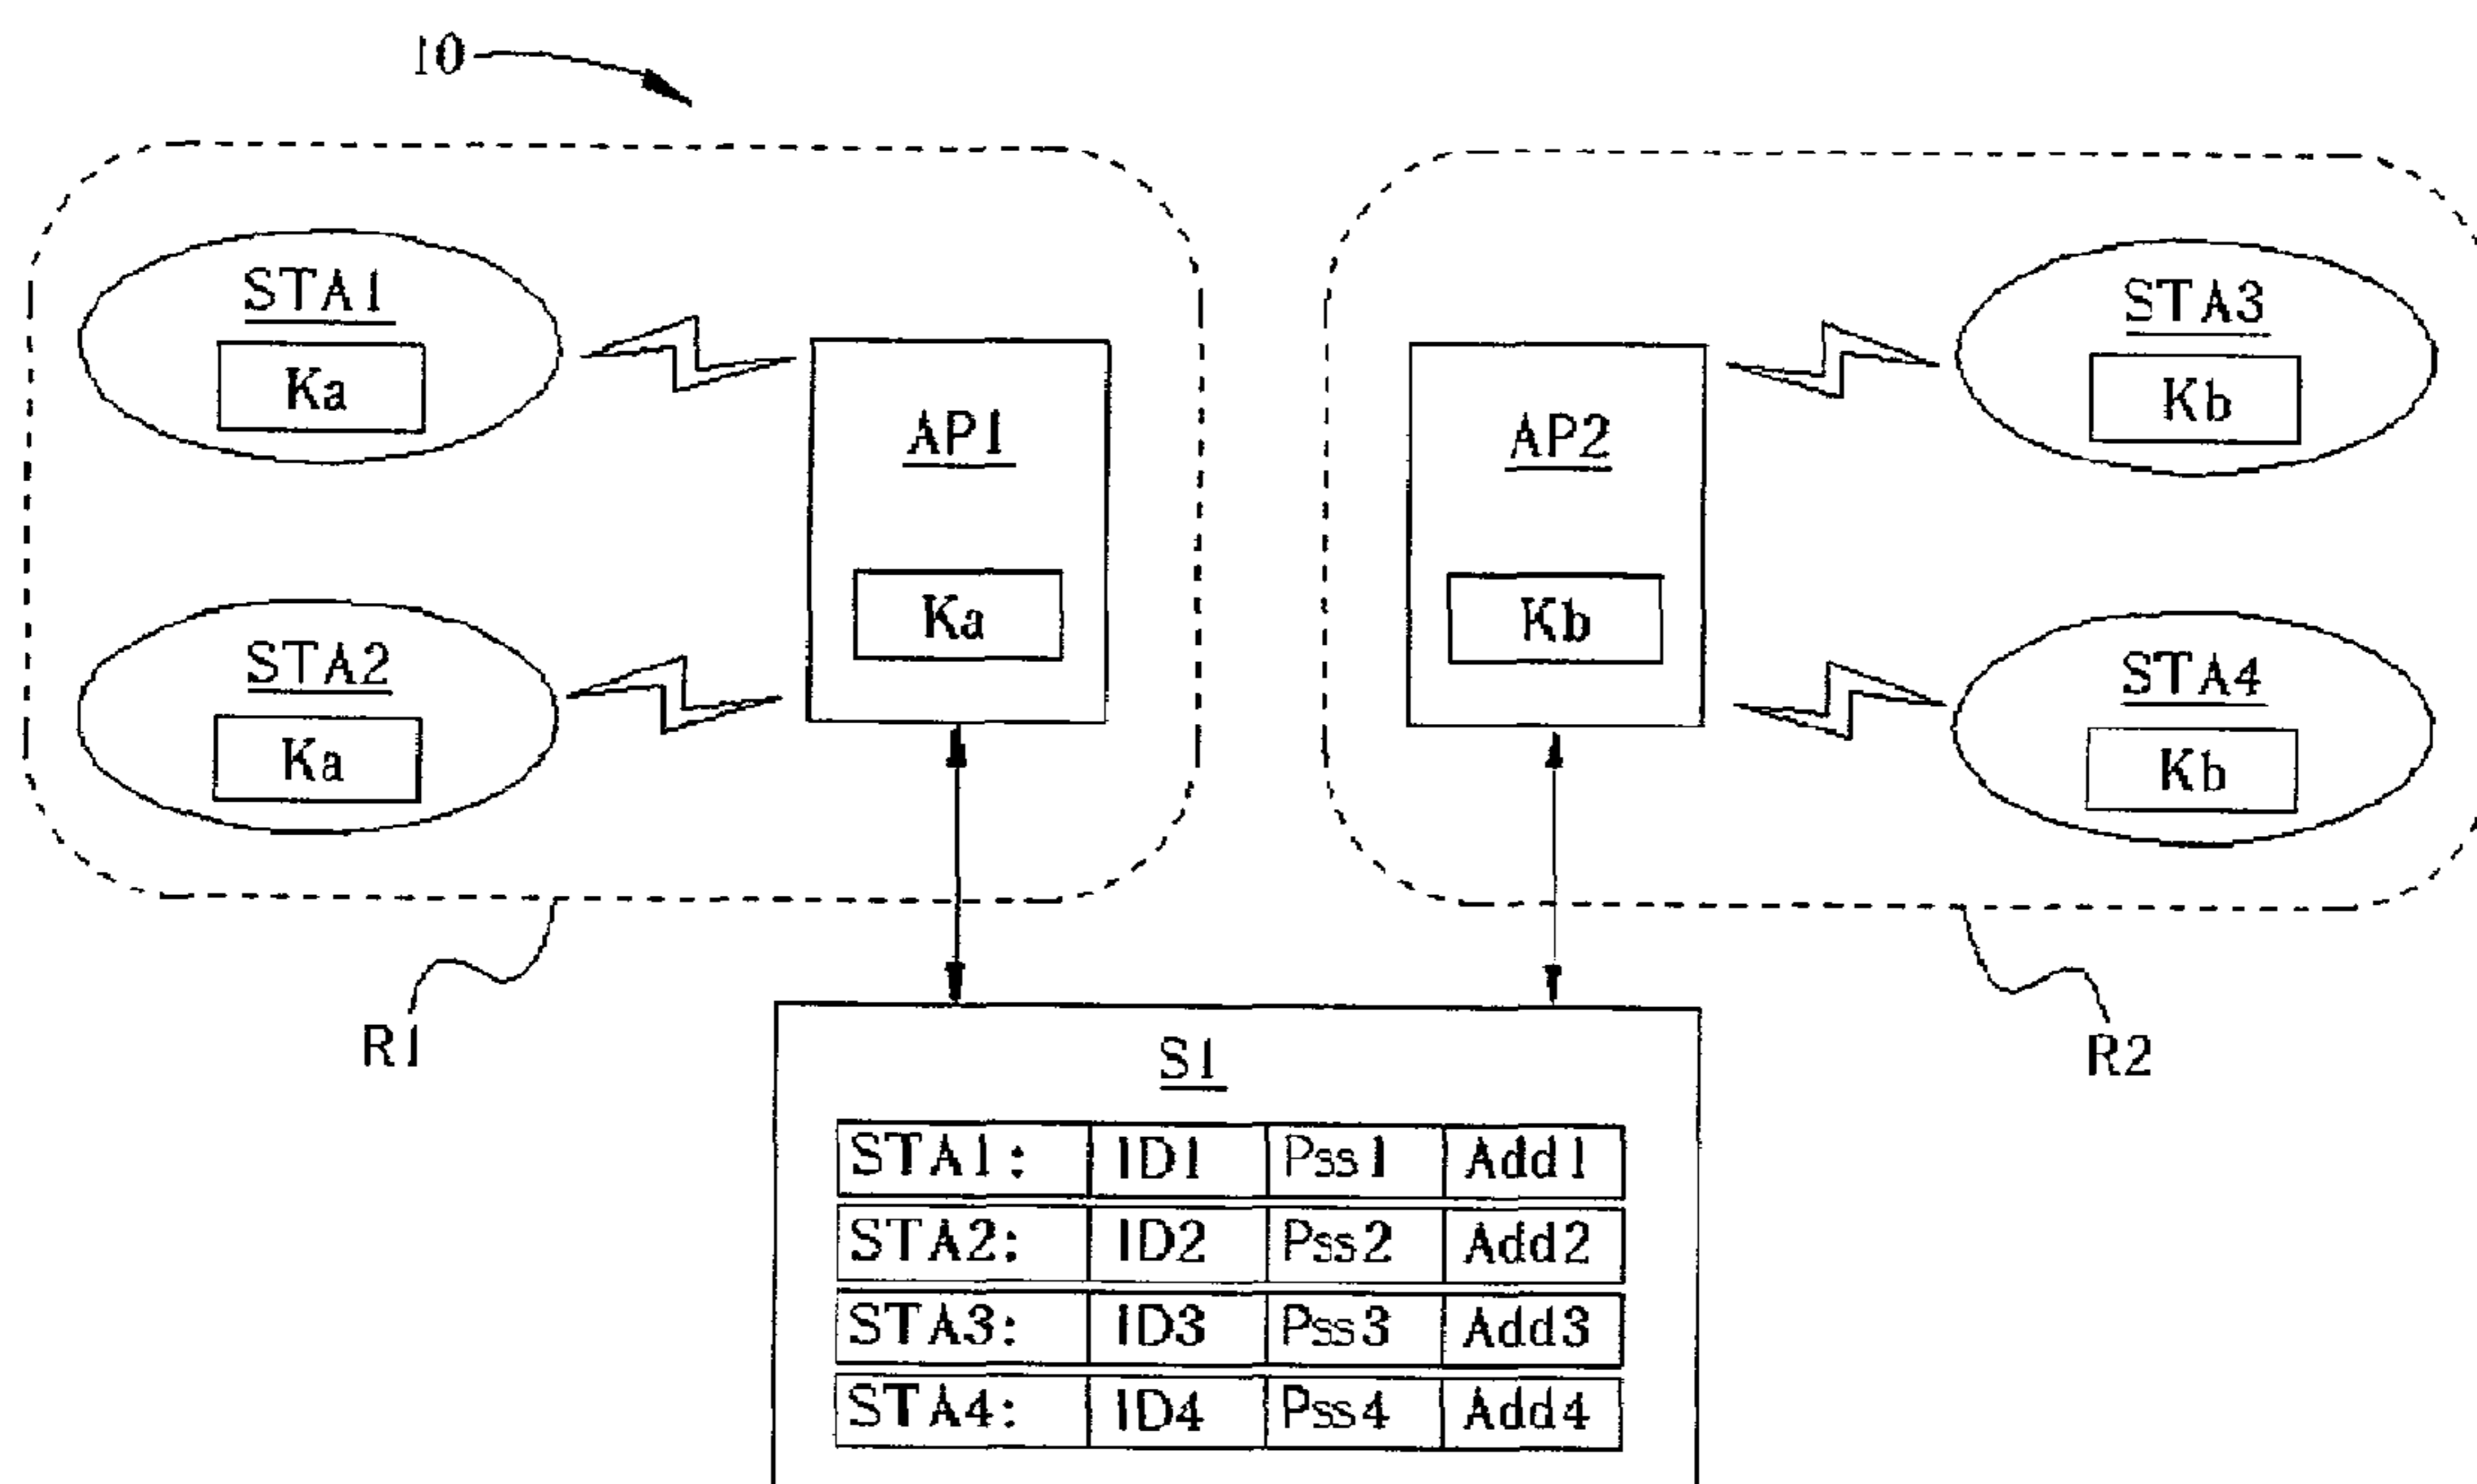 10
STA1
Ka
AP1
Ka
STA2
Ka
STA3
Kb
AP2
Kb
STA4
Kb
R1
R2
S1
STA1: ID1 Pss1 Add1
STA2: ID2 Pss2 Add2
STA3: ID3 Pss3 Add3
STA4: ID4 Pss4 Add4